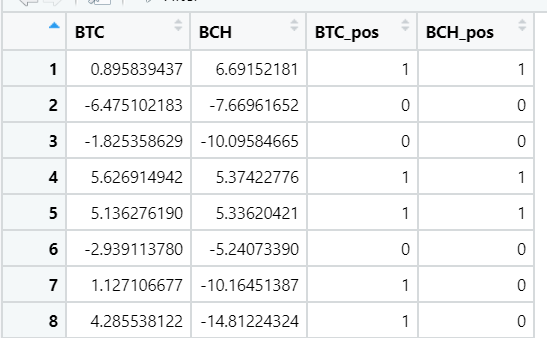 BTC BCH BTC_pos BCH_pos
1 0.895839437 6.69152181 1 1
2 -6.475102183 -7.66961652 0 0
3 -1.825358629 -10.09584665 0 0
4 5.626914942 5.37422776 1 1
5 5.136276190 5.33620421 1 1
6 -2.939113780 -5.24073390 0 0
7 1.127106677 -10.16451387 1 0
8 4.285538122 -14.81224324 1 0